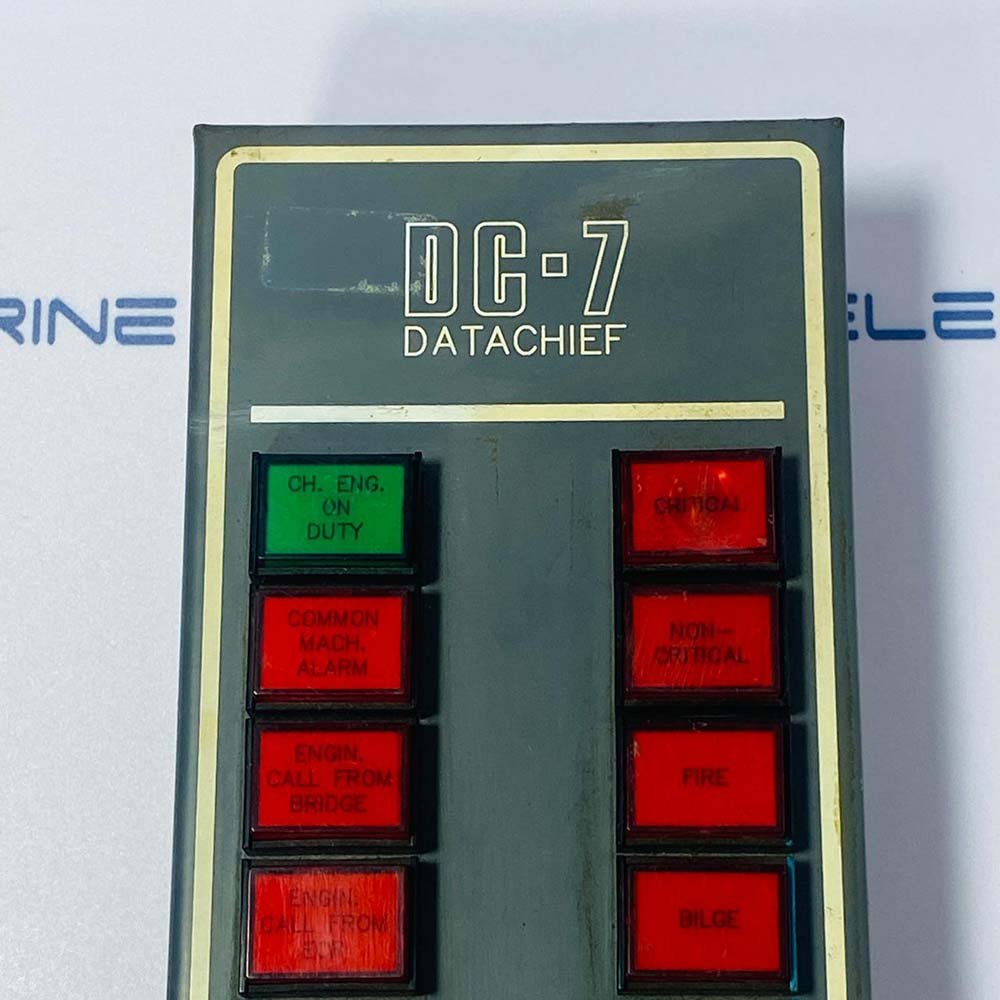 RINE
ELE
DC-7
DATACHIEF
CH. ENG.
ON
DUTY
CRITICAL
COMMON
MACH.
ALARM
NON-
CRITICAL
ENGIN.
CALL FROM
BRIDGE
FIRE
ENGIN.
CALL FROM
BILGE